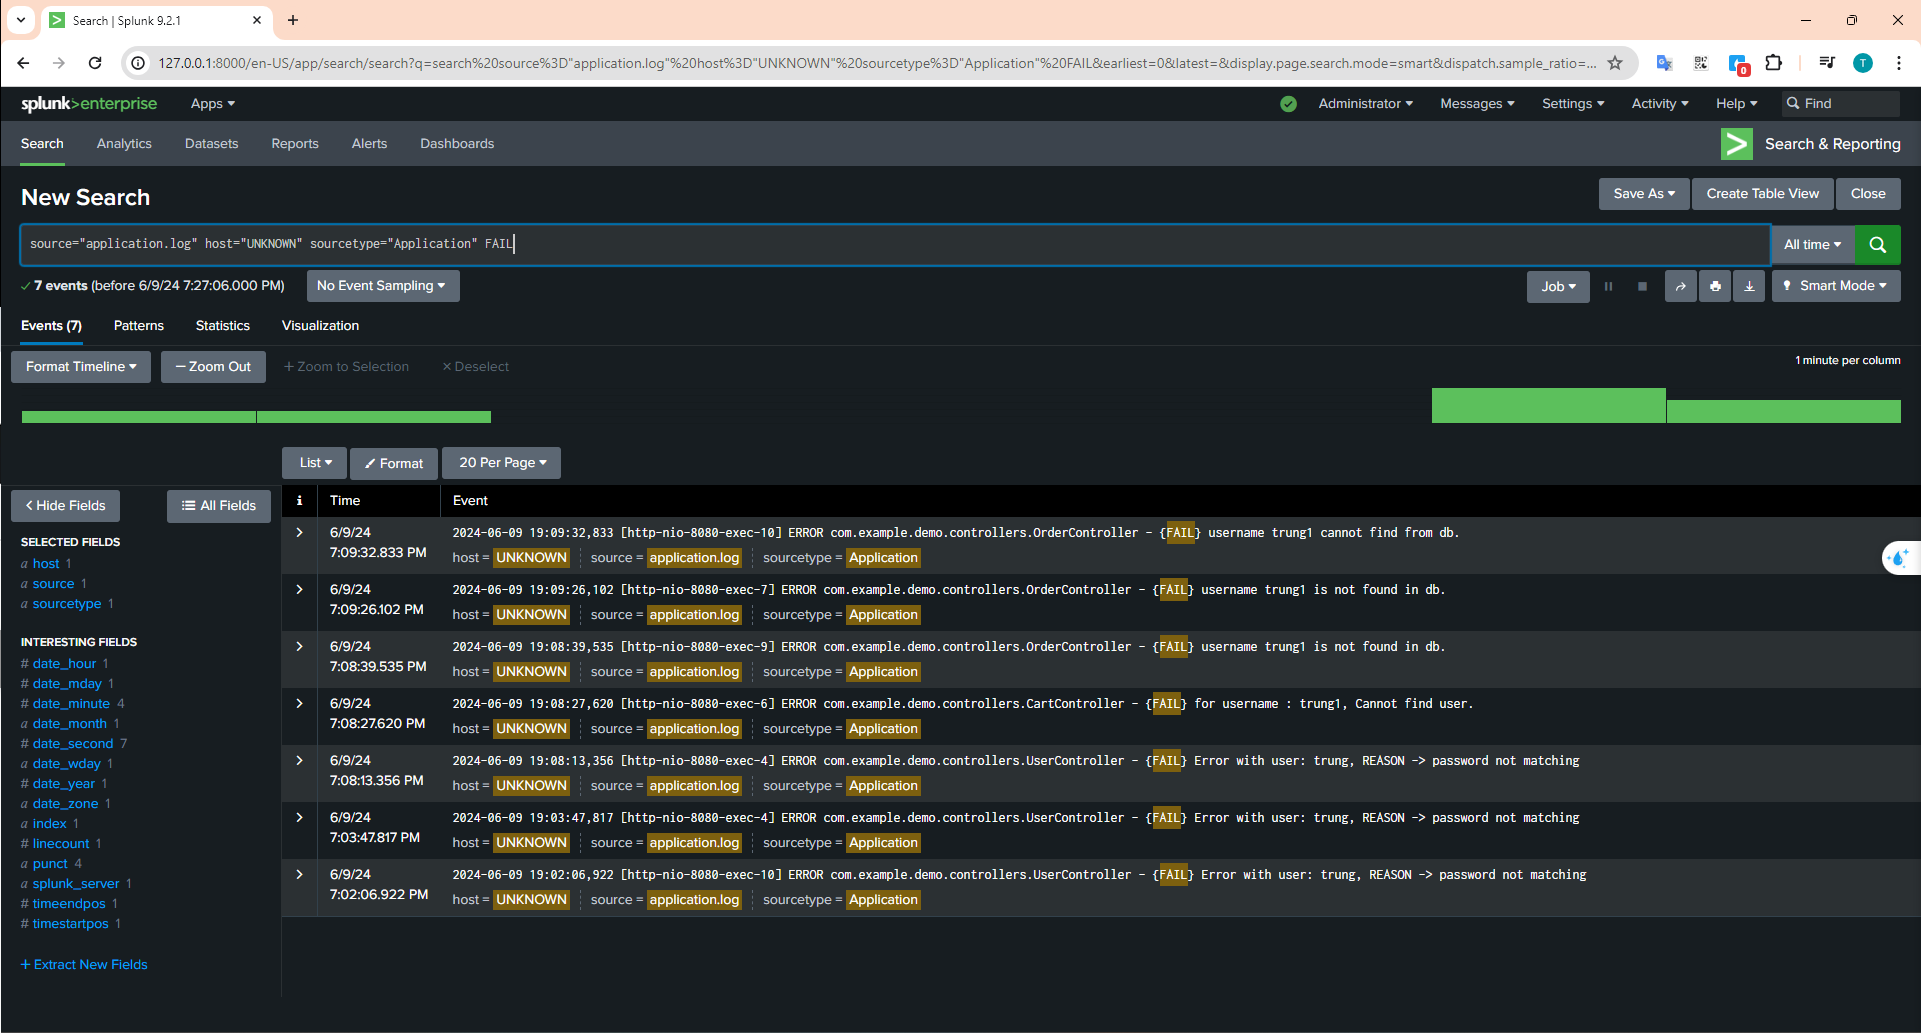 Search | Splunk 9.2.1
127.0.0.1:8000/en-US/app/search/search?q=search%20source%3D"application.log"%20host%3D"UNKNOWN"%20sourcetype%3D"Application"%20FAIL&earliest=0&latest=&display.page.search.mode=smart&dispatch.sample_ratio=...
0
T
splunk>enterprise Apps
Administrator Messages Settings Activity Help Find
Search Analytics Datasets Reports Alerts Dashboards
Search & Reporting
New Search
Save As Create Table View Close
source="application.log" host="UNKNOWN" sourcetype="Application" FAIL
All time
7 events (before 6/9/24 7:27:06.000 PM) No Event Sampling
Job Smart Mode
Events (7) Patterns Statistics Visualization
Format Timeline — Zoom Out + Zoom to Selection × Deselect
1 minute per column
List Format 20 Per Page
< Hide Fields All Fields
SELECTED FIELDS
a host 1
a source 1
a sourcetype 1
INTERESTING FIELDS
# date_hour 1
# date_mday 1
# date_minute 4
a date_month 1
# date_second 7
a date_wday 1
# date_year 1
a date_zone 1
a index 1
# linecount 1
a punct 4
a splunk_server 1
# timeendpos 1
# timestartpos 1
+ Extract New Fields
i Time Event
6/9/24
7:09:32.833 PM
2024-06-09 19:09:32,833 [http-nio-8080-exec-10] ERROR com.example.demo.controllers.OrderController - {FAIL} username trung1 cannot find from db.
host = UNKNOWN source = application.log sourcetype = Application
6/9/24
7:09:26.102 PM
2024-06-09 19:09:26,102 [http-nio-8080-exec-7] ERROR com.example.demo.controllers.OrderController - {FAIL} username trung1 is not found in db.
host = UNKNOWN source = application.log sourcetype = Application
6/9/24
7:08:39.535 PM
2024-06-09 19:08:39,535 [http-nio-8080-exec-9] ERROR com.example.demo.controllers.OrderController - {FAIL} username trung1 is not found in db.
host = UNKNOWN source = application.log sourcetype = Application
6/9/24
7:08:27.620 PM
2024-06-09 19:08:27,620 [http-nio-8080-exec-6] ERROR com.example.demo.controllers.CartController - {FAIL} for username : trung1, Cannot find user.
host = UNKNOWN source = application.log sourcetype = Application
6/9/24
7:08:13.356 PM
2024-06-09 19:08:13,356 [http-nio-8080-exec-4] ERROR com.example.demo.controllers.UserController - {FAIL} Error with user: trung, REASON -> password not matching
host = UNKNOWN source = application.log sourcetype = Application
6/9/24
7:03:47.817 PM
2024-06-09 19:03:47,817 [http-nio-8080-exec-4] ERROR com.example.demo.controllers.UserController - {FAIL} Error with user: trung, REASON -> password not matching
host = UNKNOWN source = application.log sourcetype = Application
6/9/24
7:02:06.922 PM
2024-06-09 19:02:06,922 [http-nio-8080-exec-10] ERROR com.example.demo.controllers.UserController - {FAIL} Error with user: trung, REASON -> password not matching
host = UNKNOWN source = application.log sourcetype = Application